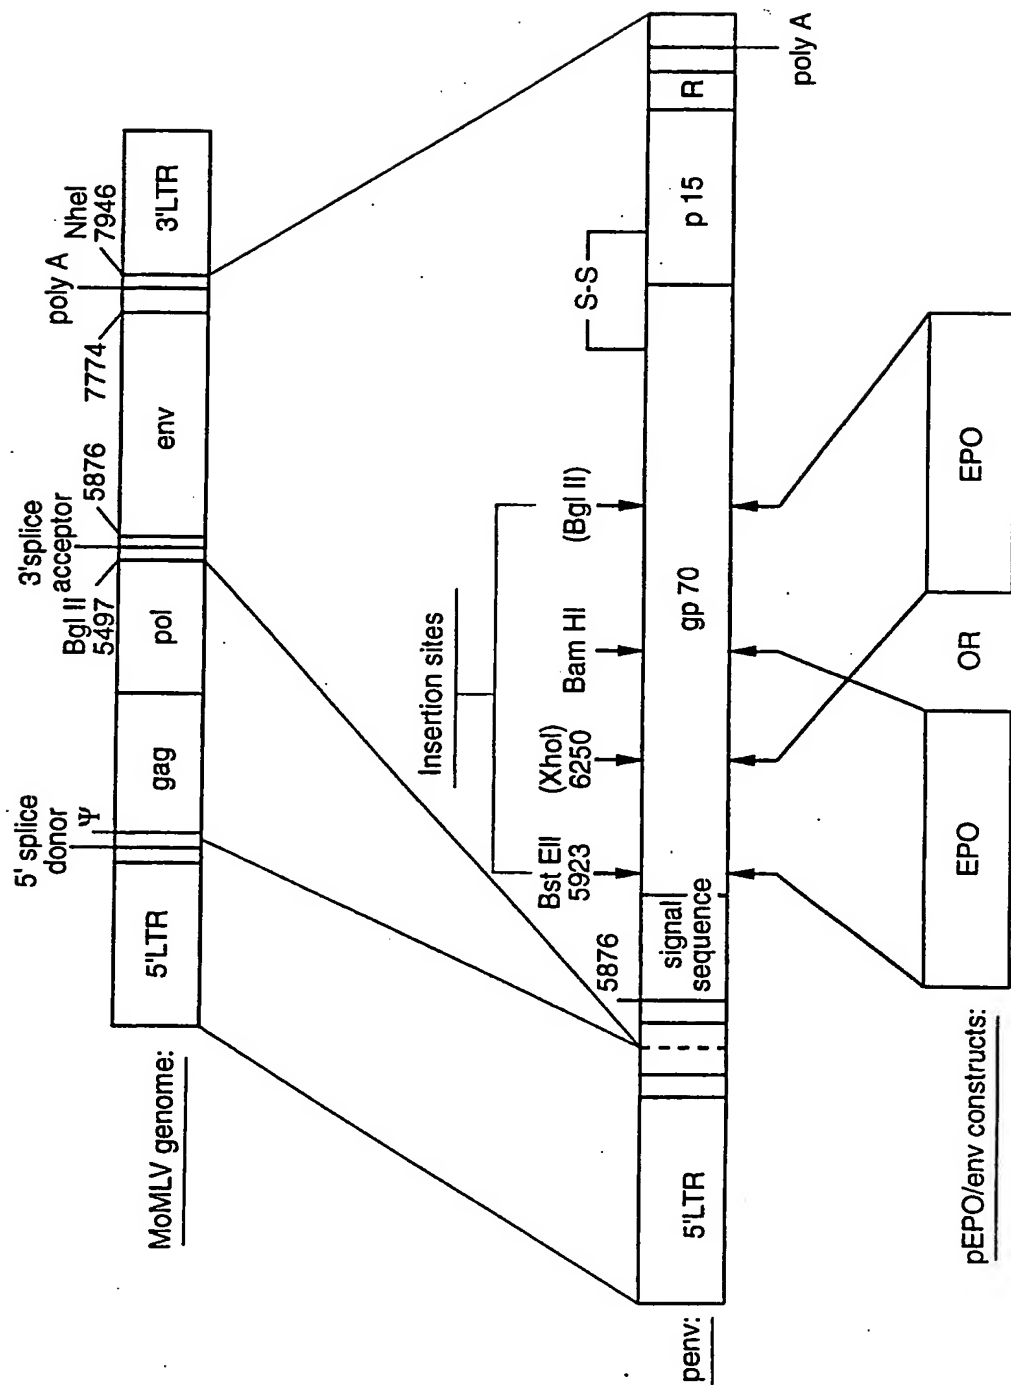 MoMLV genome:
5' splice
donor
Ψ
3'splice
acceptor
Bgl II
5497
5876
7774
poly A
NheI
7946
5'LTR
gag
pol
env
3'LTR
Insertion sites
Bst EII
5923
(XhoI)
6250
Bam HI
(Bgl II)
S-S
5876
penv:
5'LTR
signal
sequence
gp 70
p 15
R
poly A
pEPO/env constructs:
EPO
OR
EPO